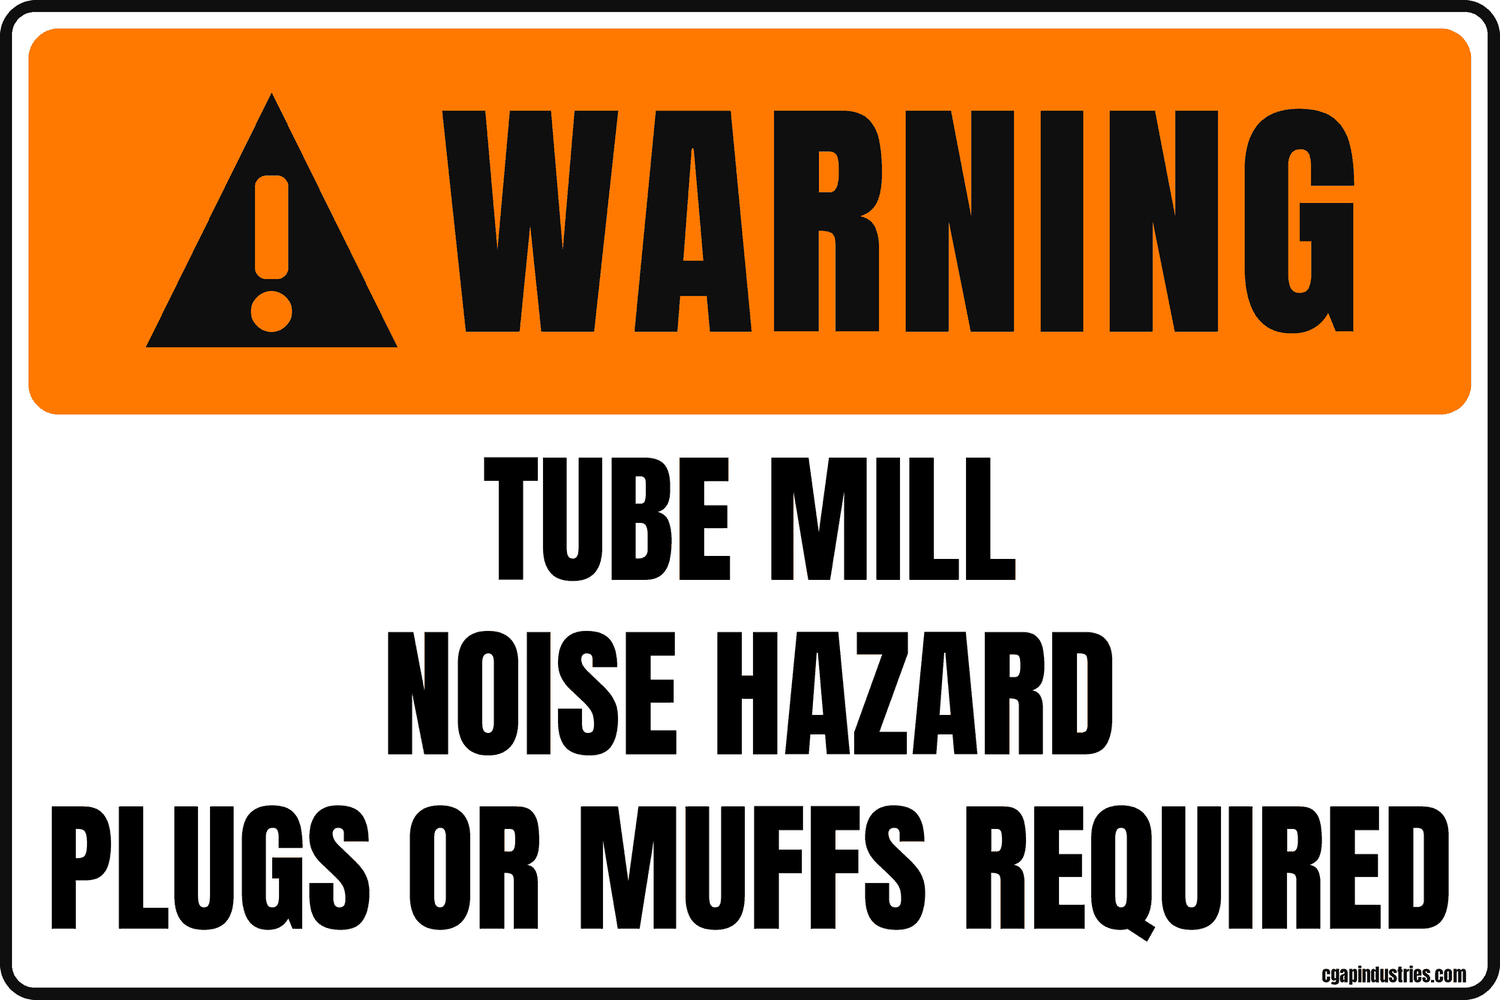 WARNING
TUBE MILL
NOISE HAZARD
PLUGS OR MUFFS REQUIRED
cgapindustries.com